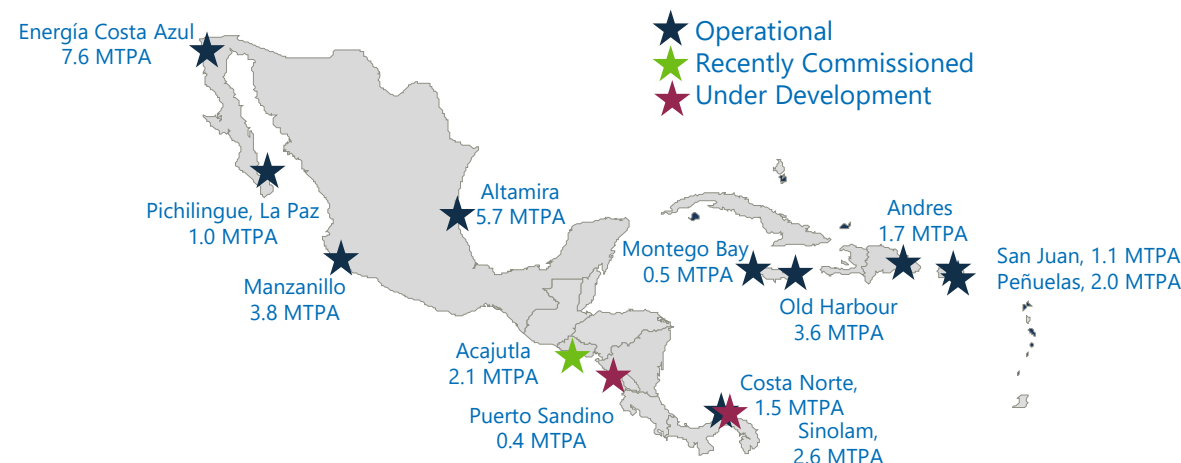 Energía Costa Azul
7.6 MTPA
Operational
Recently Commissioned
Under Development
Pichilingue, La Paz
1.0 MTPA
Altamira
5.7 MTPA
Manzanillo
3.8 MTPA
Montego Bay
0.5 MTPA
Andres
1.7 MTPA
San Juan, 1.1 MTPA
Peñuelas, 2.0 MTPA
Old Harbour
3.6 MTPA
Acajutla
2.1 MTPA
Puerto Sandino
0.4 MTPA
Costa Norte,
1.5 MTPA
Sinolam,
2.6 MTPA